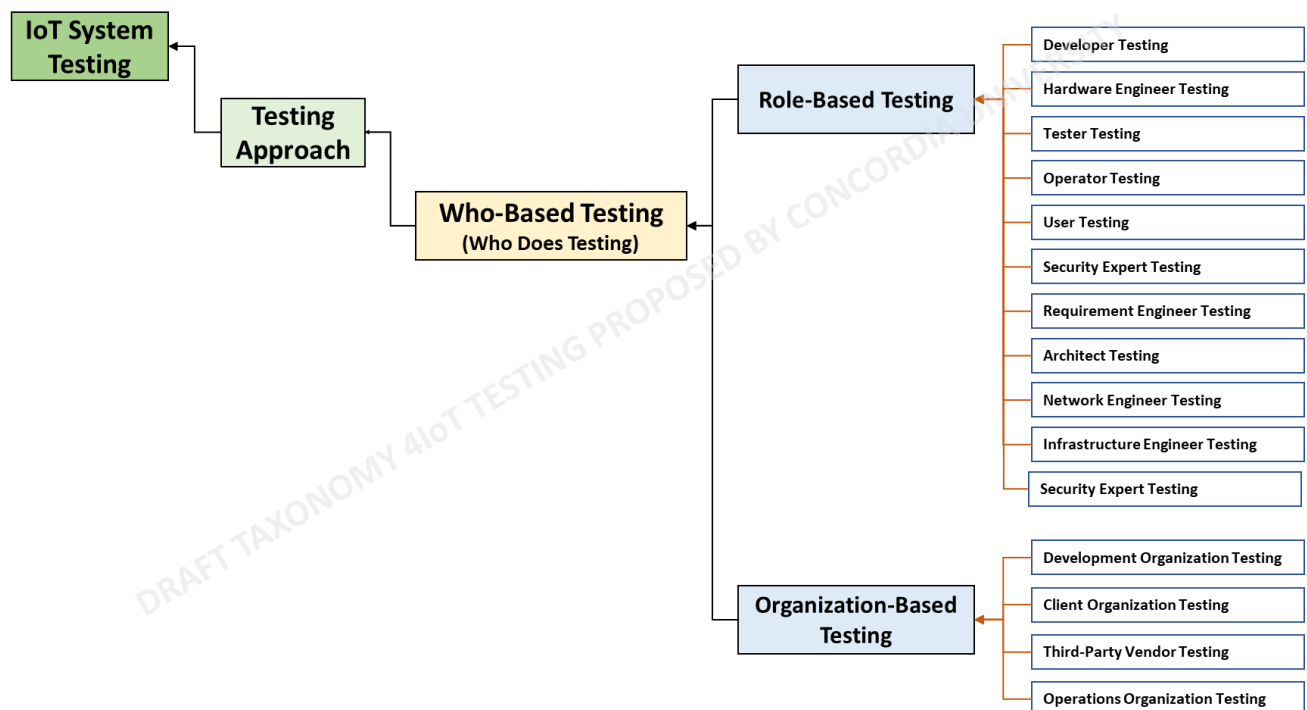 IoT System
Testing
Testing
Approach
Who-Based Testing
(Who Does Testing)
Role-Based Testing
Developer Testing
Hardware Engineer Testing
Tester Testing
Operator Testing
User Testing
Security Expert Testing
Requirement Engineer Testing
Architect Testing
Network Engineer Testing
Infrastructure Engineer Testing
Security Expert Testing
Organization-Based
Testing
Development Organization Testing
Client Organization Testing
Third-Party Vendor Testing
Operations Organization Testing
DRAFT TAXONOMY 4IoT TESTING PROPOSED BY CONCORDIA UNIVERSITY